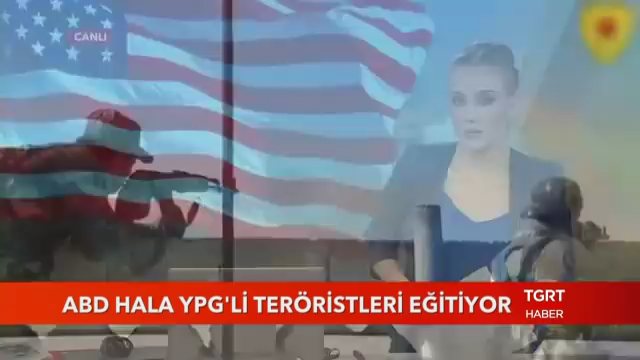 CANLI
ABD HALA YPG'Lİ TERÖRİSTLERİ EĞİTİYOR
TGRT
HABER